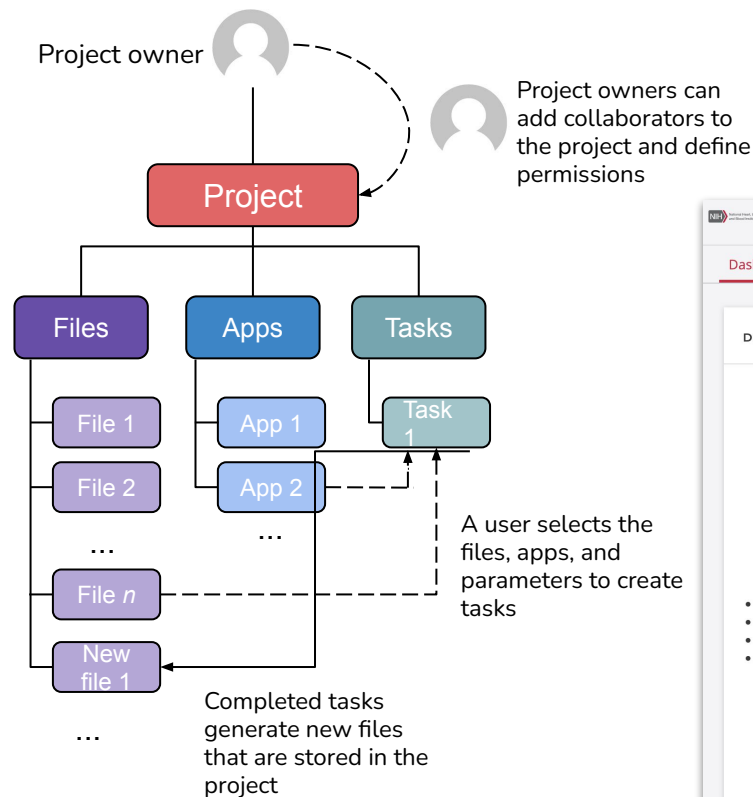 Project owner
Project owners can
add collaborators to
the project and define
permissions
Project
NIH
Das
D
Files
Apps
Tasks
File 1
App 1
Task
1
File 2
App 2
...
...
A user selects the
files, apps, and
parameters to create
tasks
File n
New
file 1
...
Completed tasks
generate new files
that are stored in the
project